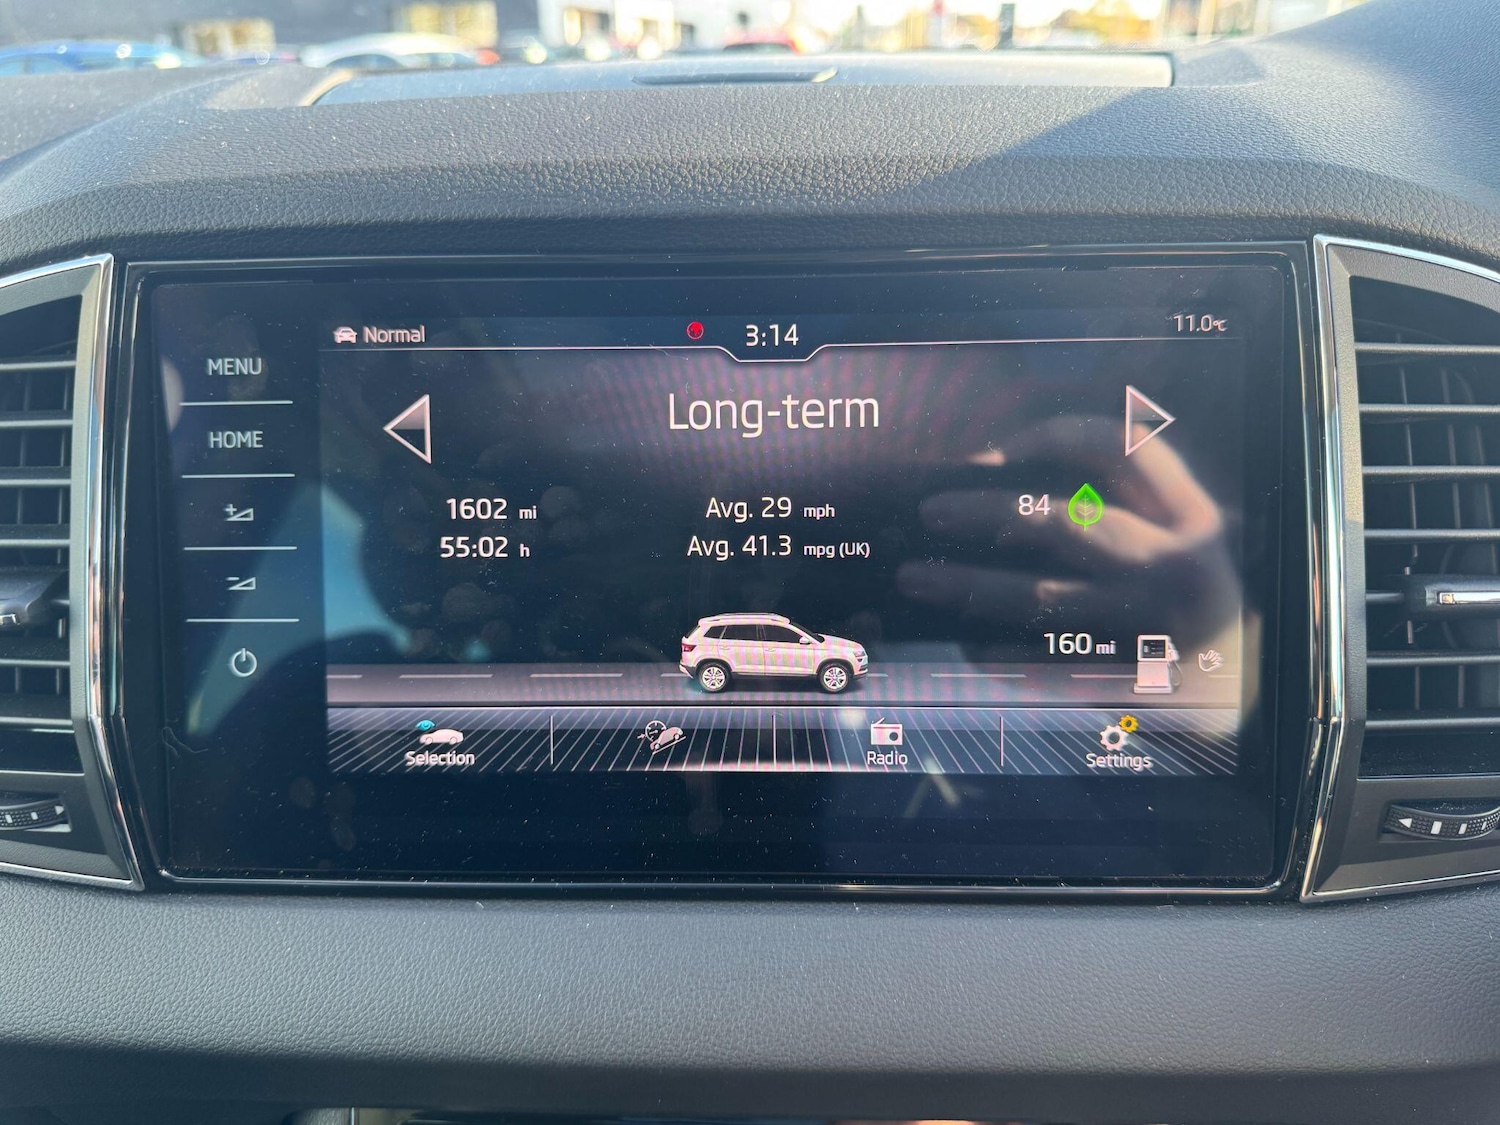 Normal
3:14
11.0°C
MENU
HOME
Long-term
1602 mi
55:02 h
Avg. 29 mph
Avg. 41.3 mpg (UK)
84
160 mi
Selection
Radio
Settings